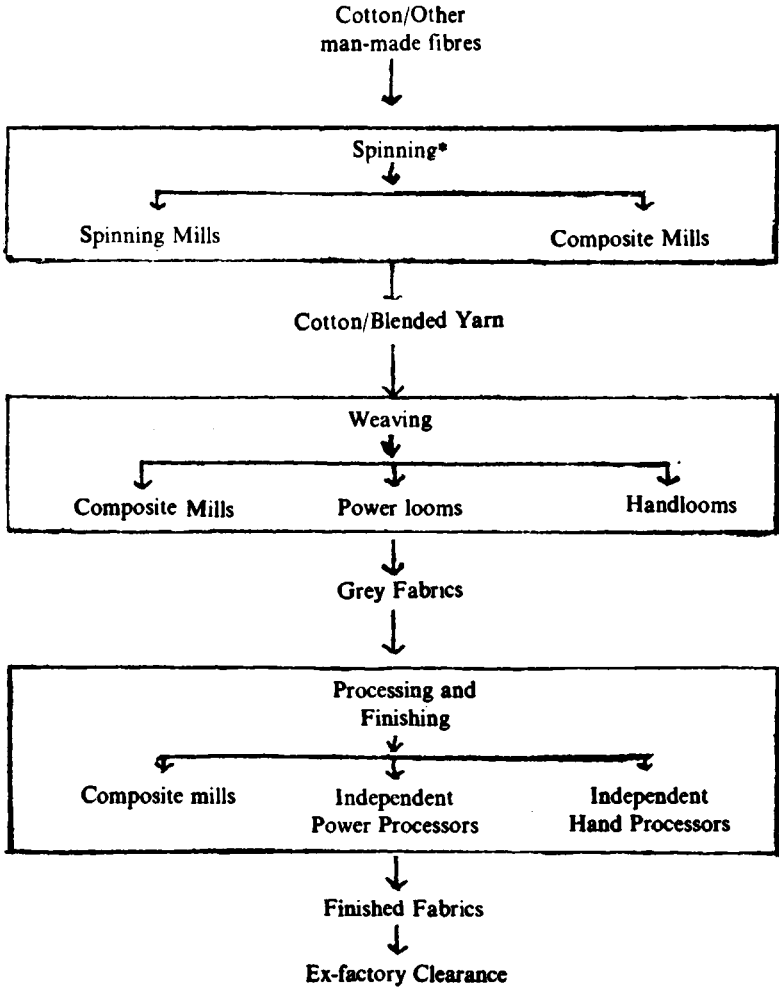 Cotton/Other
man-made fibres
Spinning*
Spinning Mills Composite Mills
Cotton/Blended Yarn
Weaving
Composite Mills Power looms Handlooms
Grey Fabrics
Processing and
Finishing
Composite mills Independent Independent
Power Processors Hand Processors
Finished Fabrics
Ex-factory Clearance